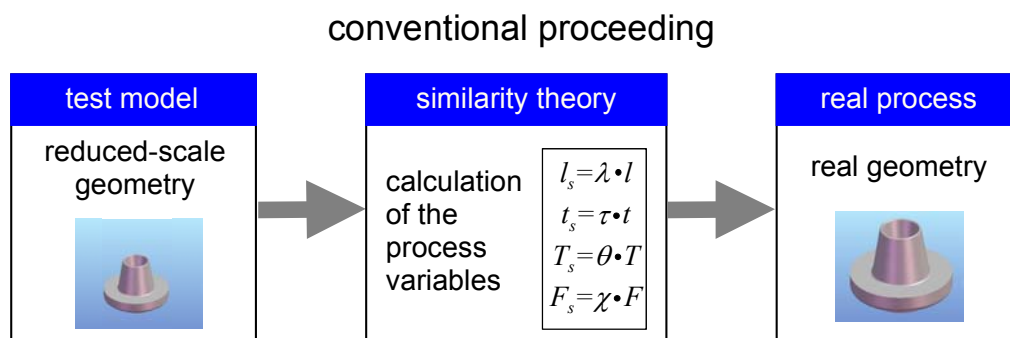 conventional proceeding
test model
reduced-scale
geometry
similarity theory
calculation
of the
process
variables
l_s=λ•l
t_s=τ•t
T_s=θ•T
F_s=χ•F
real process
real geometry